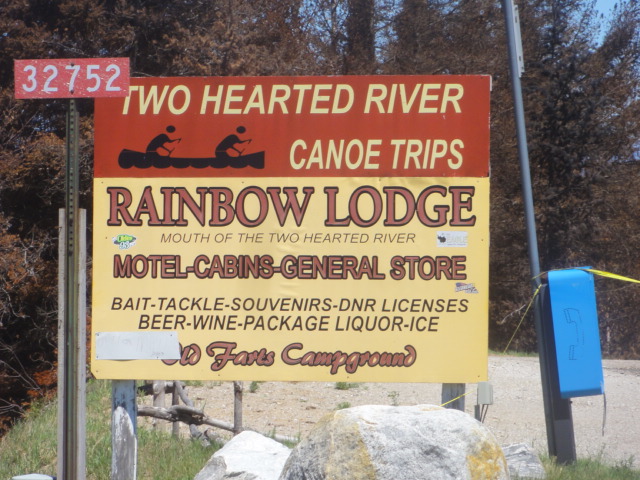 32752
TWO HEARTED RIVER
CANOE TRIPS
RAINBOW LODGE
MOUTH OF THE TWO HEARTED RIVER
MOTEL-CABINS-GENERAL STORE
BAIT-TACKLE-SOUVENIRS-DNR LICENSES
BEER-WINE-PACKAGE LIQUOR-ICE
Old Farts Campground